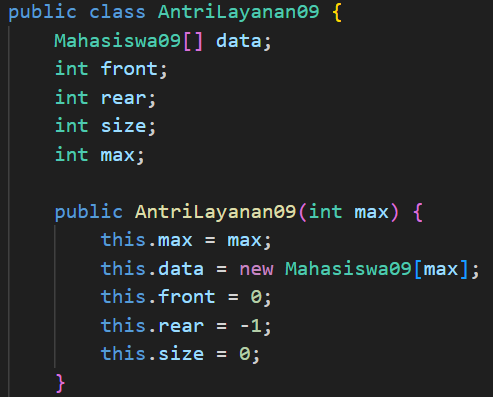 public class AntriLayanan09 {
    Mahasiswa09[] data;
    int front;
    int rear;
    int size;
    int max;

    public AntriLayanan09(int max) {
        this.max = max;
        this.data = new Mahasiswa09[max];
        this.front = 0;
        this.rear = -1;
        this.size = 0;
    }